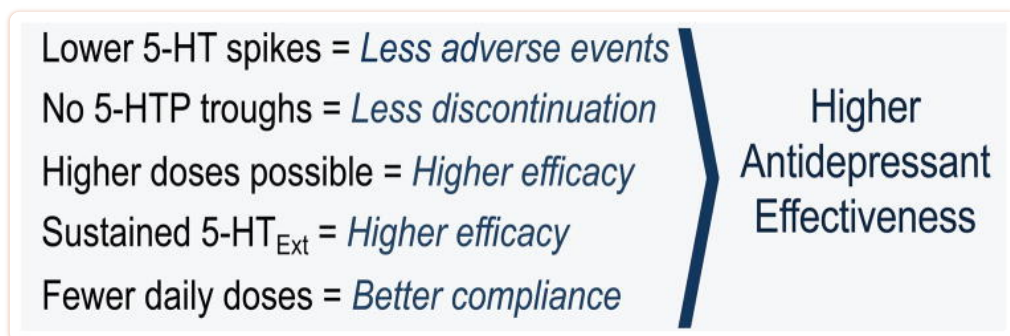 Lower 5-HT spikes = Less adverse events
No 5-HTP troughs = Less discontinuation
Higher doses possible = Higher efficacy
Sustained 5-HTExt = Higher efficacy
Fewer daily doses = Better compliance
Higher
Antidepressant
Effectiveness